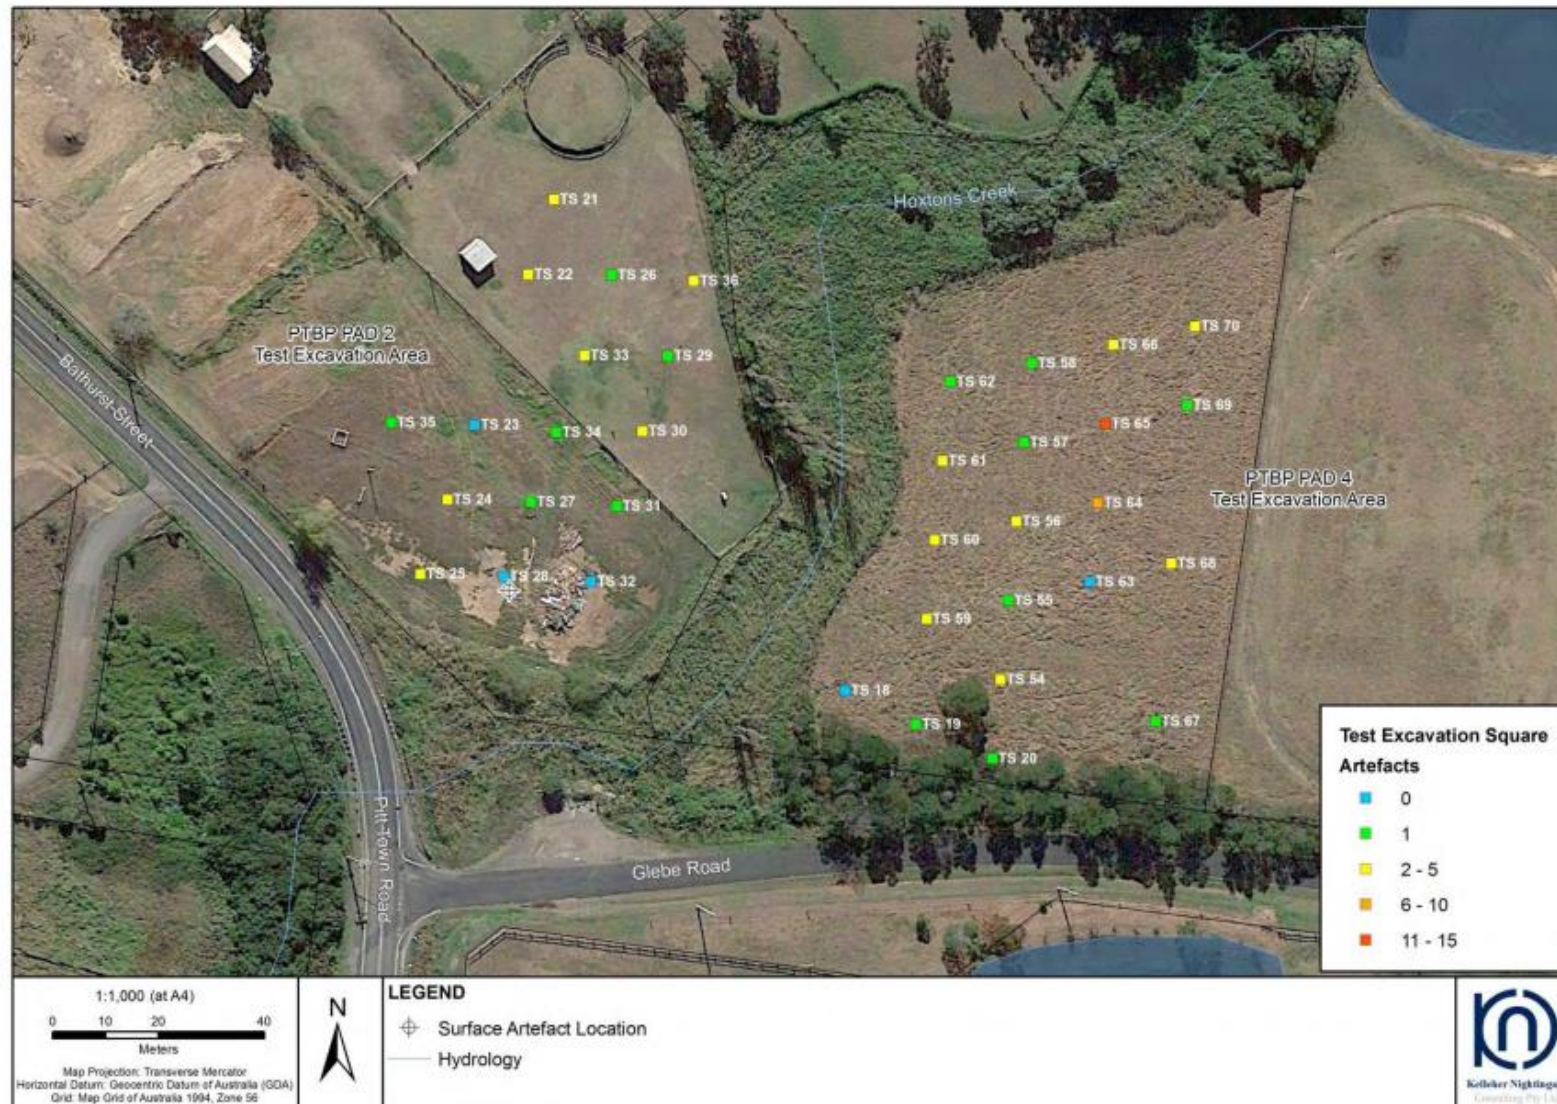 TS 21
TS 22
TS 26
TS 36
PTBP PAD 2
Test Excavation Area
TS 33
TS 29
TS 35
TS 23
TS 34
TS 30
TS 24
TS 27
TS 31
TS 25
TS 28
TS 32
Bathurst Street
Pitt Town Road
Glebe Road
Hoxtons Creek
TS 70
TS 66
TS 58
TS 62
TS 69
TS 65
TS 57
TS 61
PTBP PAD 4
Test Excavation Area
TS 64
TS 56
TS 60
TS 68
TS 63
TS 55
TS 59
TS 18
TS 54
TS 19
TS 67
TS 20
Test Excavation Square
Artefacts
0
1
2 - 5
6 - 10
11 - 15
1:1,000 (at A4)
0 10 20 40
Meters
Map Projection: Transverse Mercator
Horizontal Datum: Geocentric Datum of Australia (GDA)
Grid: Map Grid of Australia 1994, Zone 56
N
LEGEND
Surface Artefact Location
Hydrology
Kelleher Nightinga
Consulting Pty Lt